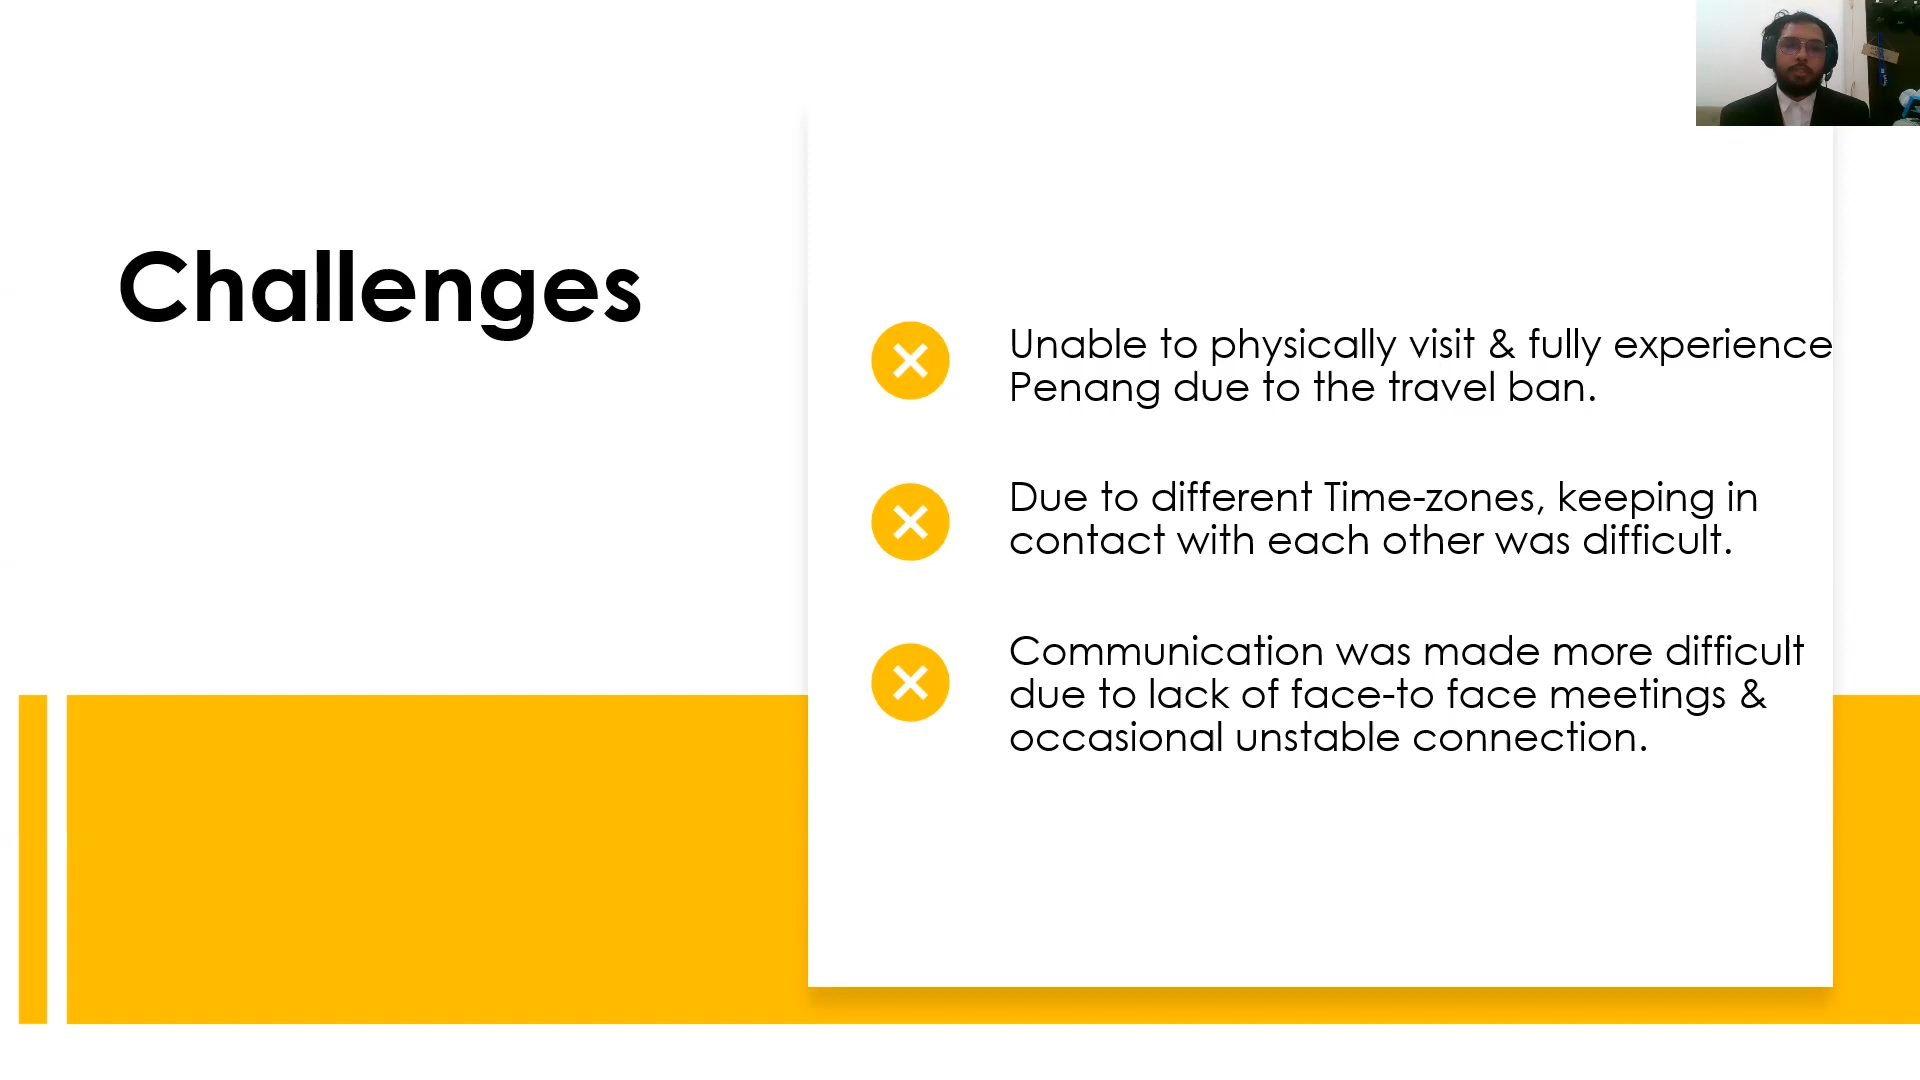 Challenges
Unable to physically visit & fully experience
Penang due to the travel ban.
Due to different Time-zones, keeping in
contact with each other was difficult.
Communication was made more difficult
due to lack of face-to face meetings &
occasional unstable connection.